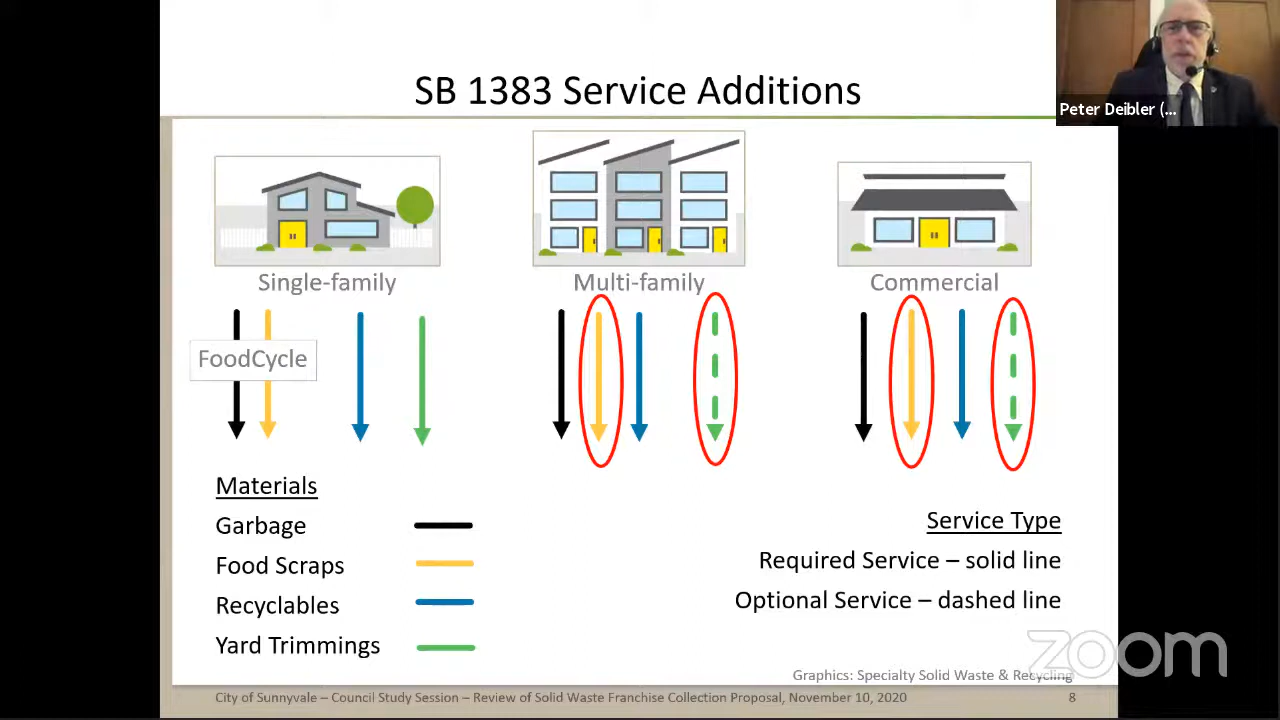 SB 1383 Service Additions
Peter Deibler (...
Single-family
Multi-family
Commercial
FoodCycle
Materials
Garbage
Food Scraps
Recyclables
Yard Trimmings
Service Type
Required Service – solid line
Optional Service – dashed line
zoom
Graphics: Specialty Solid Waste & Recycling
City of Sunnyvale – Council Study Session – Review of Solid Waste Franchise Collection Proposal, November 10, 2020
8